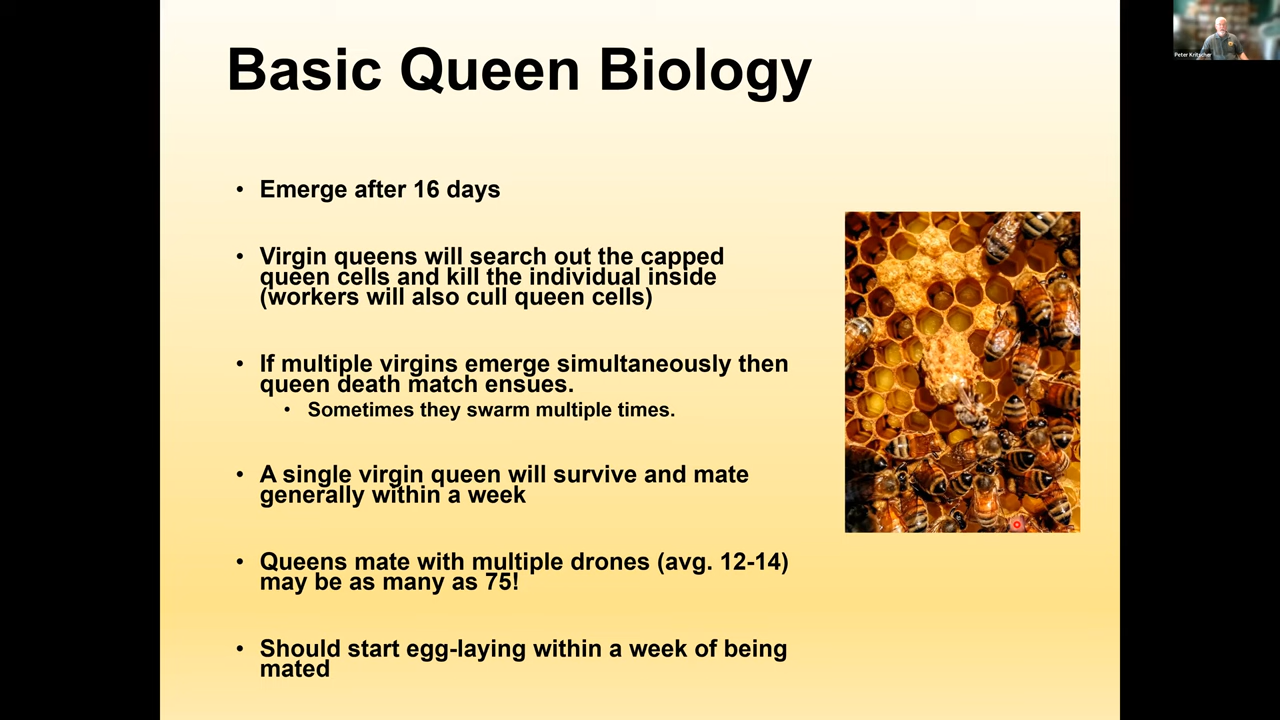 Basic Queen Biology
Peter Kritscher
• Emerge after 16 days
• Virgin queens will search out the capped
queen cells and kill the individual inside
(workers will also cull queen cells)
• If multiple virgins emerge simultaneously then
queen death match ensues.
• Sometimes they swarm multiple times.
• A single virgin queen will survive and mate
generally within a week
• Queens mate with multiple drones (avg. 12-14)
may be as many as 75!
• Should start egg-laying within a week of being
mated